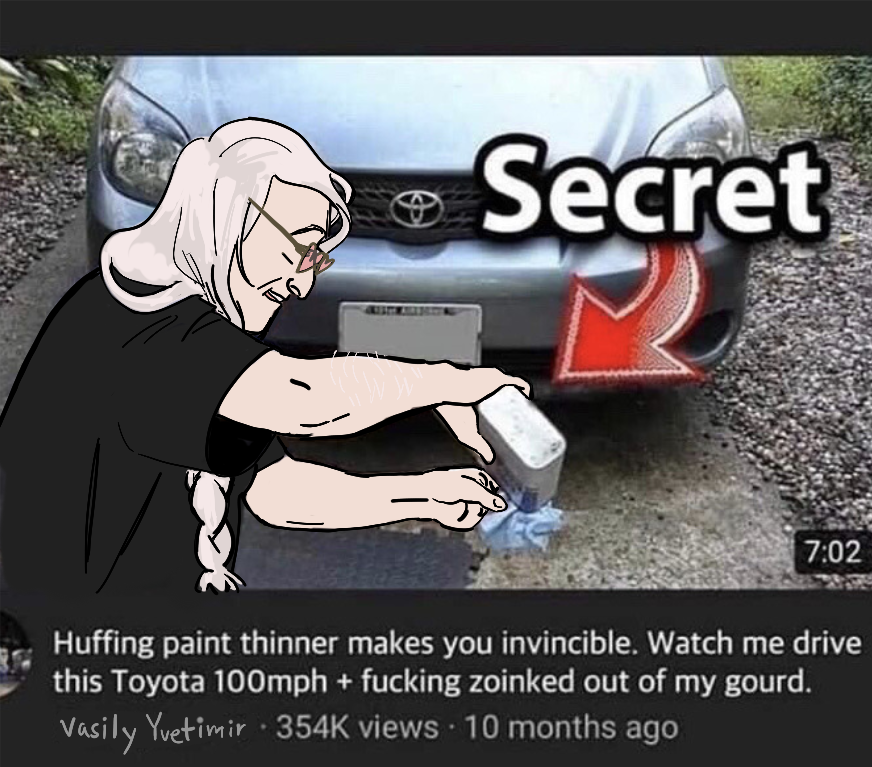 Secret
7:02
Huffing paint thinner makes you invincible. Watch me drive
this Toyota 100mph + fucking zoinked out of my gourd.
Vasily Yvetimir · 354K views · 10 months ago